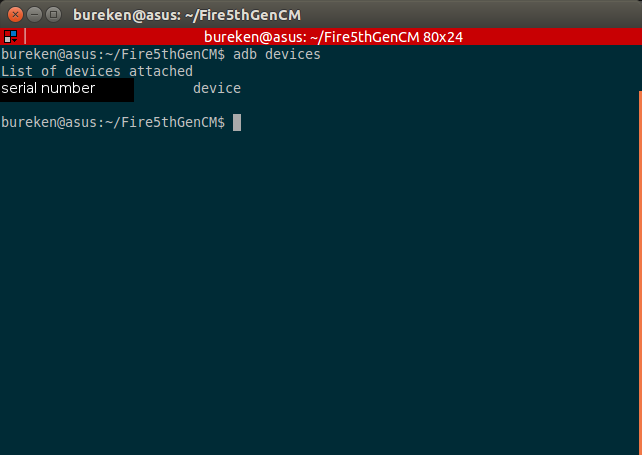 bureken@asus: ~/Fire5thGenCM
bureken@asus: ~/Fire5thGenCM 80x24
bureken@asus:~/Fire5thGenCM$ adb devices
List of devices attached
serial number device
bureken@asus:~/Fire5thGenCM$